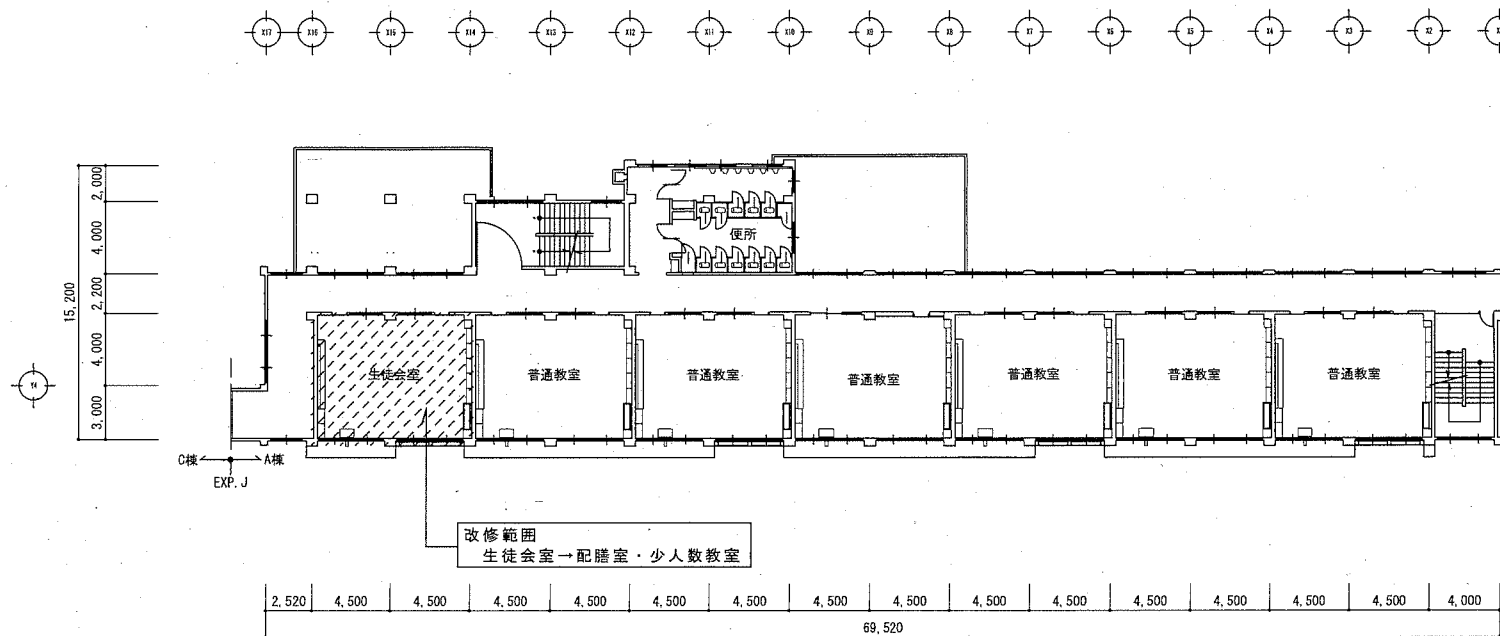 X17 X16 X15 X14 X13 X12 X11 X10 X9 X8 X7 X6 X5 X4 X3 X2
2,000
4,000
2,200
4,000
3,000
15,200
Y4
便所
生徒会室 普通教室 普通教室 普通教室 普通教室 普通教室 普通教室
C棟 A棟
EXP.J
改修範囲
生徒会室→配膳室・少人数教室
2,520 4,500 4,500 4,500 4,500 4,500 4,500 4,500 4,500 4,500 4,500 4,500 4,500 4,500 4,000
69,520